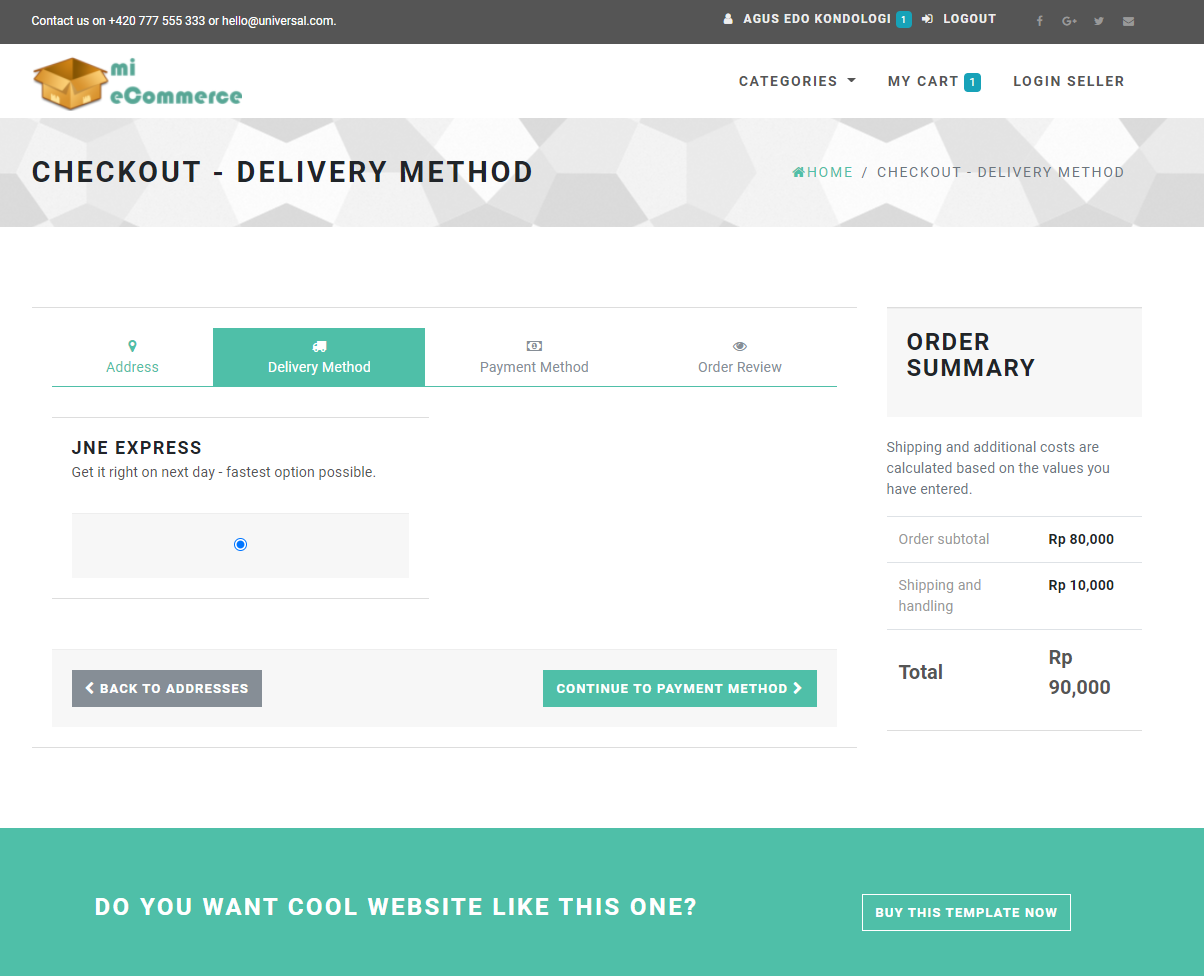 Contact us on +420 777 555 333 or hello@universal.com.
AGUS EDO KONDOLOGI 1 LOGOUT
mi
eCommerce
CATEGORIES MY CART 1 LOGIN SELLER
CHECKOUT - DELIVERY METHOD
HOME / CHECKOUT - DELIVERY METHOD
Address
Delivery Method
Payment Method
Order Review
JNE EXPRESS
Get it right on next day - fastest option possible.
BACK TO ADDRESSES
CONTINUE TO PAYMENT METHOD
ORDER
SUMMARY
Shipping and additional costs are
calculated based on the values you
have entered.
Order subtotal Rp 80,000
Shipping and Rp 10,000
handling
Total Rp
90,000
DO YOU WANT COOL WEBSITE LIKE THIS ONE?
BUY THIS TEMPLATE NOW